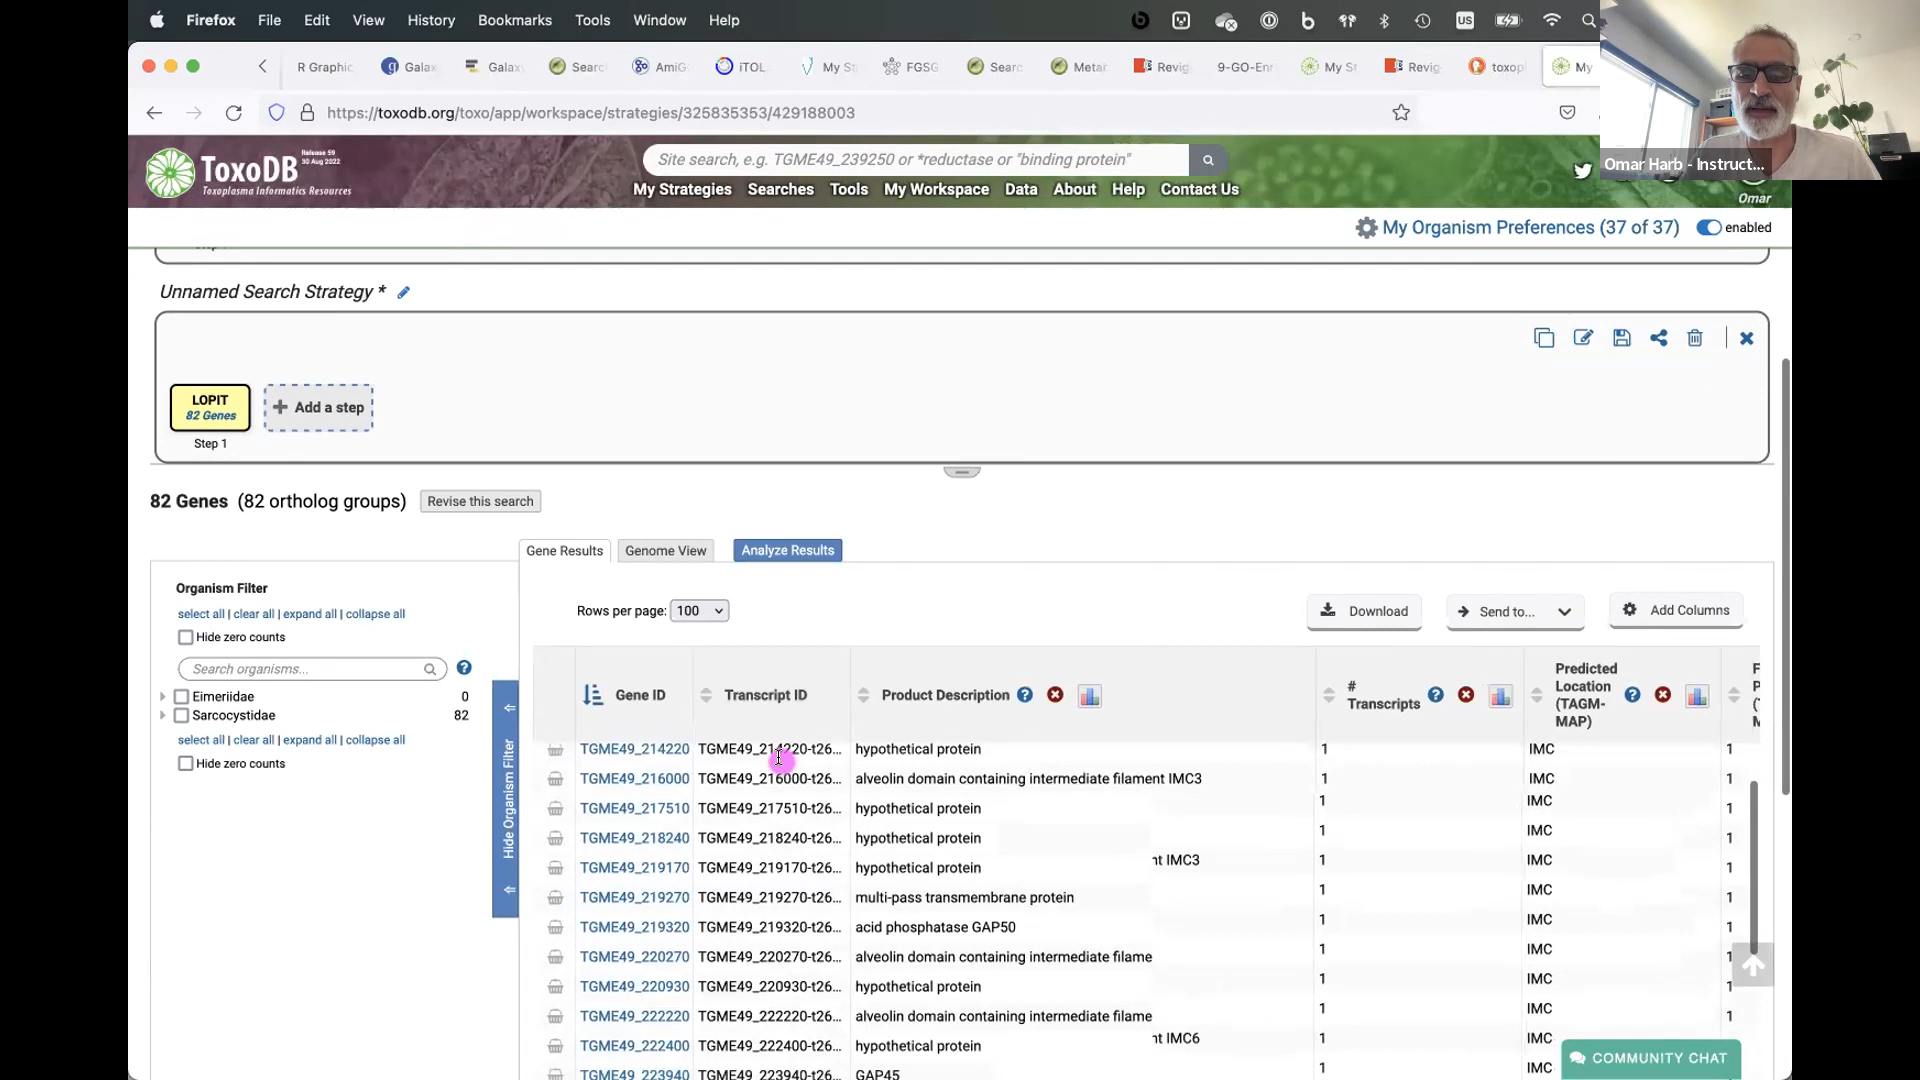 Firefox File Edit View History Bookmarks Tools Window Help
US
R Graphic Galax Galax Searc AmiG iTOL My St FGSG Searc Metar Revig 9-GO-Enr My St Revig toxop My
https://toxodb.org/toxo/app/workspace/strategies/325835353/429188003
Omar Harb - Instruct...
ToxoDB
Release 59
30 Aug 2022
Toxoplasma Informatics Resources
Site search, e.g. TGME49_239250 or *reductase or "binding protein"
My Strategies Searches Tools My Workspace Data About Help Contact Us
Omar
My Organism Preferences (37 of 37) enabled
Unnamed Search Strategy *
LOPIT
82 Genes
Add a step
Step 1
82 Genes (82 ortholog groups) Revise this search
Gene Results Genome View Analyze Results
Organism Filter
select all | clear all | expand all | collapse all
Hide zero counts
Search organisms...
Eimeriidae 0
Sarcocystidae 82
select all | clear all | expand all | collapse all
Hide zero counts
Hide Organism Filter
Rows per page: 100 Download Send to... Add Columns
Gene ID Transcript ID Product Description # Transcripts Predicted Location (TAGM-MAP)
TGME49_214220 TGME49_214220-t26... hypothetical protein 1 IMC 1
TGME49_216000 TGME49_216000-t26... alveolin domain containing intermediate filament IMC3 1 IMC 1
TGME49_217510 TGME49_217510-t26... hypothetical protein 1 IMC 1
TGME49_218240 TGME49_218240-t26... hypothetical protein 1 IMC 1
TGME49_219170 TGME49_219170-t26... hypothetical protein nt IMC3 1 IMC 1
TGME49_219270 TGME49_219270-t26... multi-pass transmembrane protein 1 IMC 1
TGME49_219320 TGME49_219320-t26... acid phosphatase GAP50 1 IMC 1
TGME49_220270 TGME49_220270-t26... alveolin domain containing intermediate filame 1 IMC 1
TGME49_220930 TGME49_220930-t26... hypothetical protein 1 IMC 1
TGME49_222220 TGME49_222220-t26... alveolin domain containing intermediate filame 1 IMC 1
TGME49_222400 TGME49_222400-t26... hypothetical protein nt IMC6 1 IMC
TGME49_223940 TGME49_223940-t26... GAP45 1 IMC
COMMUNITY CHAT